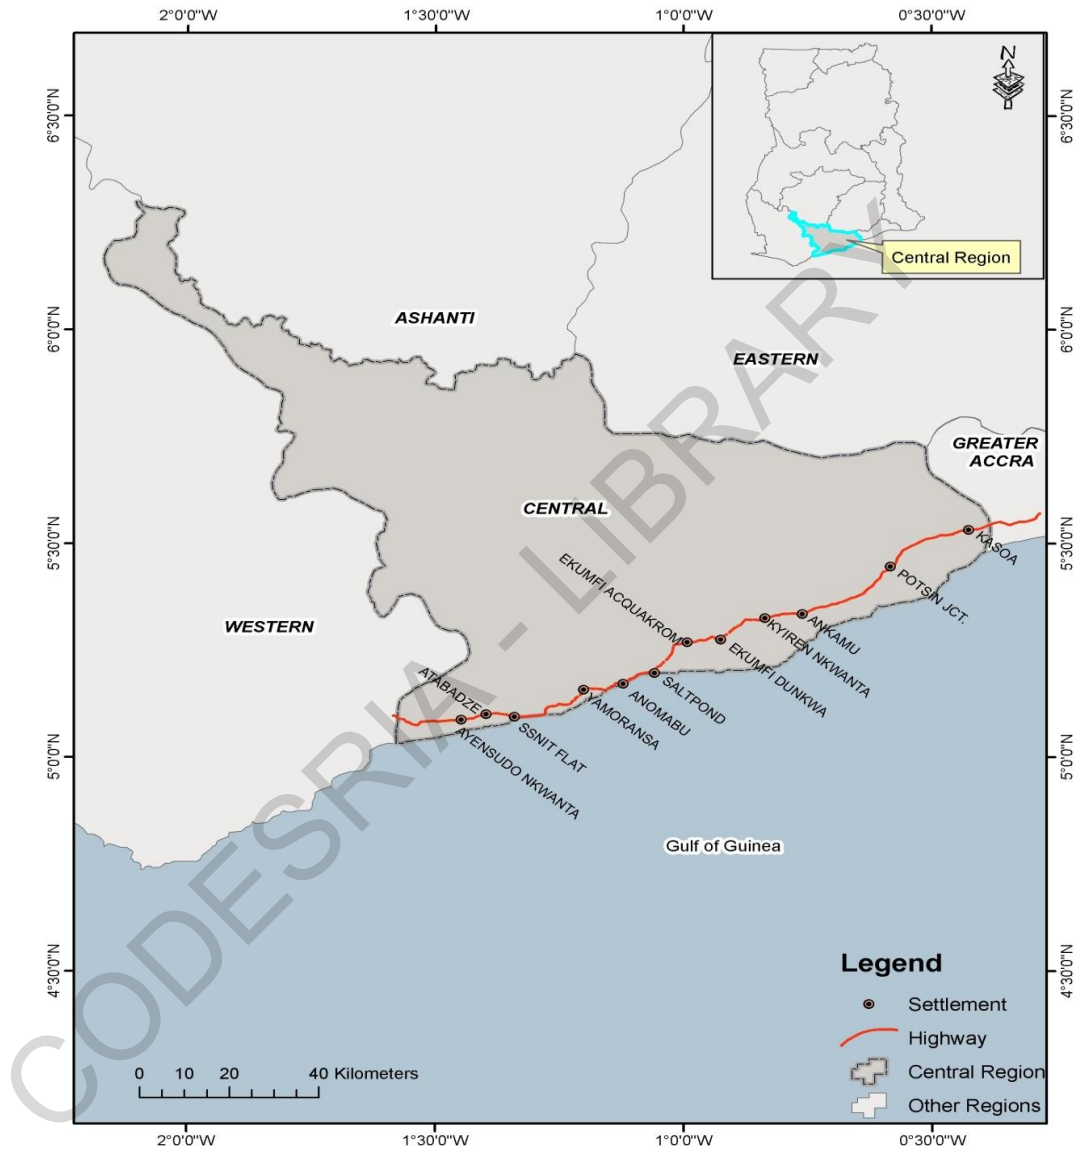 2°0'0"W 1°30'0"W 1°0'0"W 0°30'0"W
6°30'0"N
6°0'0"N
5°30'0"N
5°0'0"N
4°30'0"N
N
Central Region
ASHANTI
EASTERN
GREATER
ACCRA
CENTRAL
WESTERN
KASOA
POTSIN JCT.
ANKAMU
KYIREN NKWANTA
EKUMFI DUNKWA
EKUMFI ACQUAKROM
SALTPOND
ANOMABU
YAMORANSA
SSNIT FLAT
ATABADZE
AYENSUDO NKWANTA
Gulf of Guinea
Legend
Settlement
Highway
Central Region
Other Regions
0 10 20 40 Kilometers
6°30'0"N
6°0'0"N
5°30'0"N
5°0'0"N
4°30'0"N
2°0'0"W 1°30'0"W 1°0'0"W 0°30'0"W
CODESRIA - LIBRARY